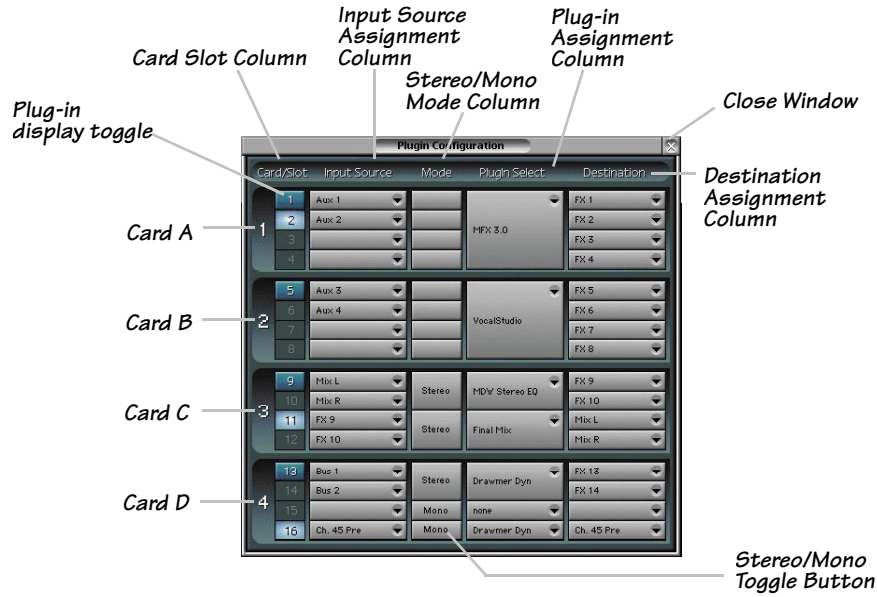 Input Source
Assignment
Column
Plug-in
Assignment
Column
Card Slot Column
Stereo/Mono
Mode Column
Close Window
Plug-in
display toggle
Plugin Configuration
Card/Slot Input Source Mode Plugin Select Destination
Destination
Assignment
Column
Card A
1
1 Aux 1 MFX 3.0 FX 1
2 Aux 2 FX 2
3 FX 3
4 FX 4
Card B
2
5 Aux 3 VocalStudio FX 5
6 Aux 4 FX 6
7 FX 7
8 FX 8
Card C
3
9 Mix L Stereo MDW Stereo EQ FX 9
10 Mix R FX 10
11 FX 9 Stereo Final Mix Mix L
12 FX 10 Mix R
Card D
4
13 Bus 1 Stereo Drawmer Dyn FX 13
14 Bus 2 FX 14
15 Mono none
16 Ch. 45 Pre Mono Drawmer Dyn Ch. 45 Pre
Stereo/Mono
Toggle Button